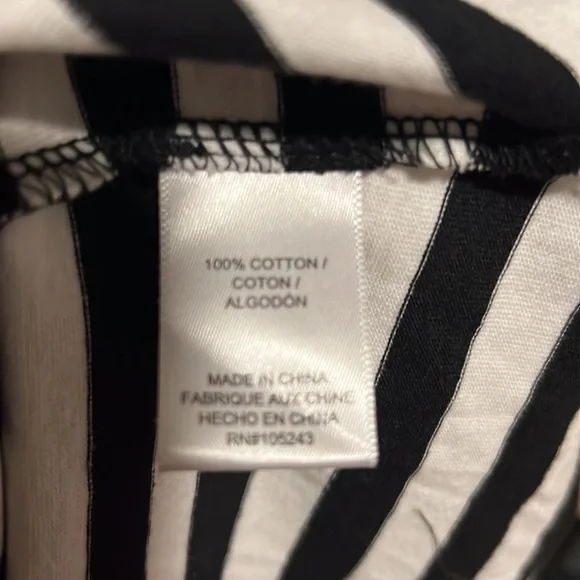 100% COTTON /
COTON /
ALGODÓN
MADE IN CHINA
FABRIQUE AUX CHINE
HECHO EN CHINA
RN#105243